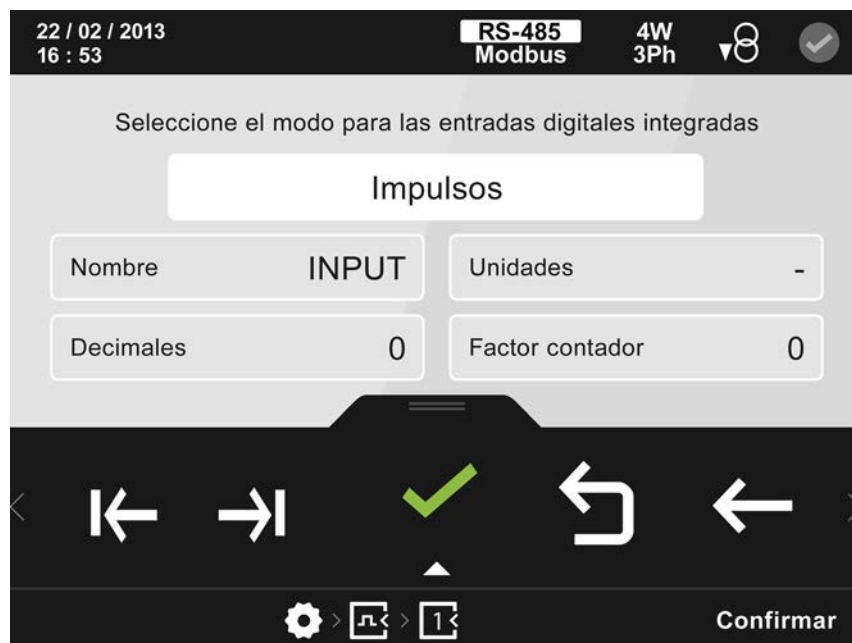 22 / 02 / 2013
16 : 53
RS-485
Modbus
4W
3Ph
Seleccione el modo para las entradas digitales integradas
Impulsos
Nombre INPUT
Unidades -
Decimales 0
Factor contador 0
1
Confirmar